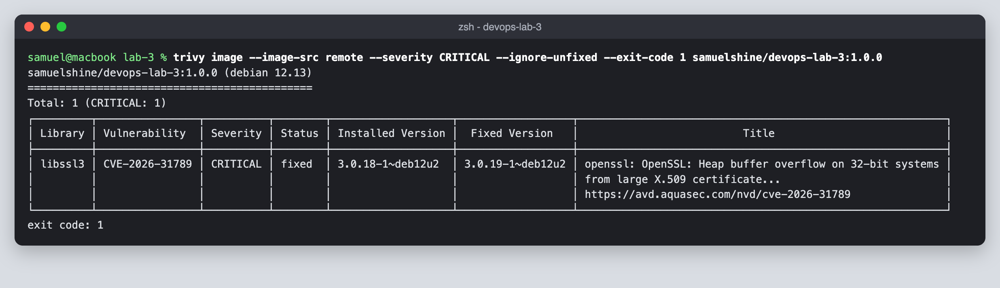 zsh - devops-lab-3
samuel@macbook lab-3 % trivy image --image-src remote --severity CRITICAL --ignore-unfixed --exit-code 1 samuelshine/devops-lab-3:1.0.0
samuelshine/devops-lab-3:1.0.0 (debian 12.13)
=============================================
Total: 1 (CRITICAL: 1)
Library Vulnerability Severity Status Installed Version Fixed Version Title
libssl3 CVE-2026-31789 CRITICAL fixed 3.0.18-1~deb12u2 3.0.19-1~deb12u2 openssl: OpenSSL: Heap buffer overflow on 32-bit systems
from large X.509 certificate...
https://avd.aquasec.com/nvd/cve-2026-31789
exit code: 1